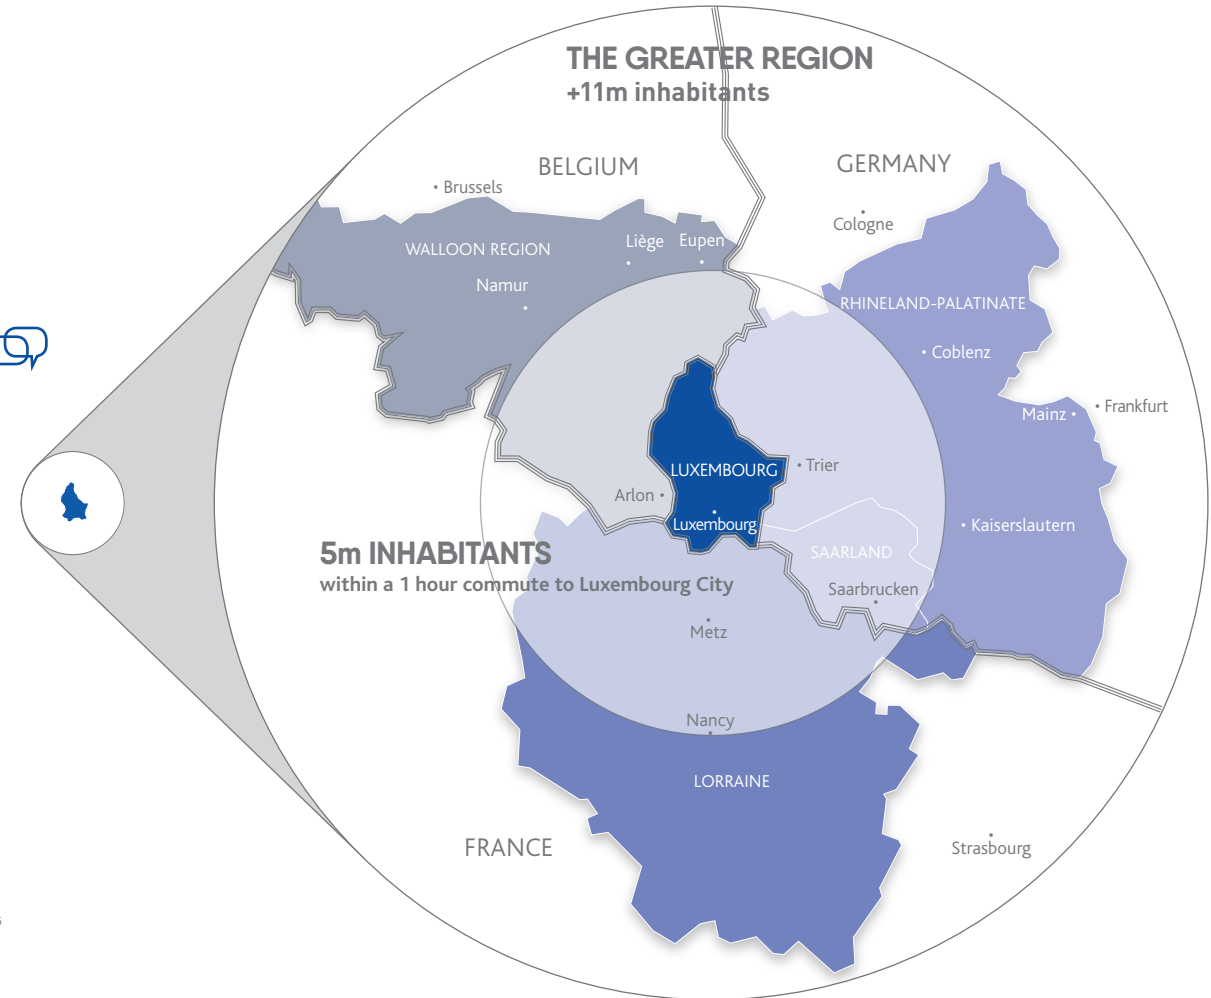 THE GREATER REGION
+11m inhabitants
BELGIUM
GERMANY
• Brussels
Cologne
WALLOON REGION
Liège
Eupen
Namur
RHINELAND-PALATINATE
• Coblenz
Mainz •
• Frankfurt
LUXEMBOURG
• Trier
Arlon •
Luxembourg
• Kaiserslautern
5m INHABITANTS
within a 1 hour commute to Luxembourg City
SAARLAND
Saarbrucken
Metz
Nancy
LORRAINE
FRANCE
Strasbourg